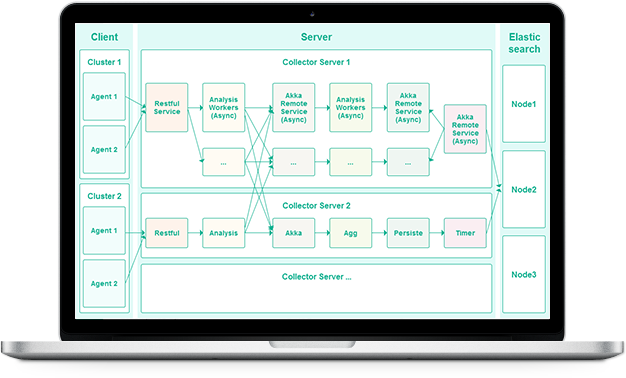 Client
Cluster 1
Agent 1
Agent 2
Cluster 2
Agent 1
Agent 2
Server
Collector Server 1
Restful
Service
Analysis
Workers
(Async)
Akka
Remote
Service
(Async)
Analysis
Workers
(Async)
Akka
Remote
Service
(Async)
Akka
Remote
Service
(Async)
...
...
...
...
Collector Server 2
Restful
Analysis
Akka
Agg
Persiste
Timer
Collector Server ...
Elastic
search
Node1
Node2
Node3